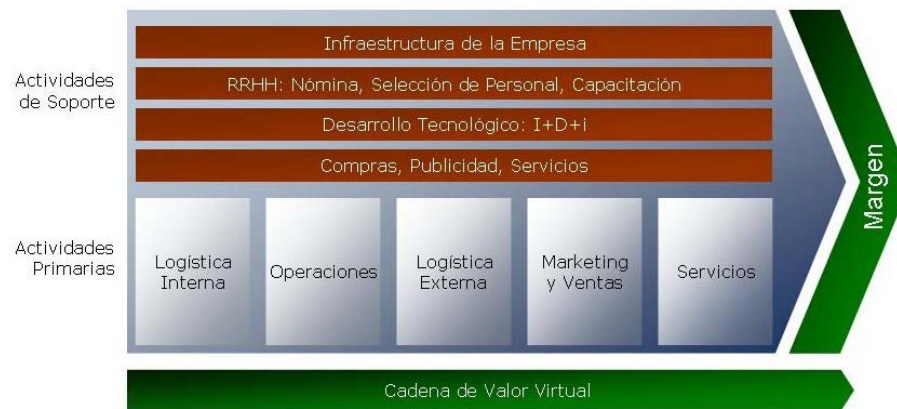 Infraestructura de la Empresa
Actividades
de Soporte
RRHH: Nómina, Selección de Personal, Capacitación
Desarrollo Tecnológico: I+D+i
Compras, Publicidad, Servicios
Actividades
Primarias
Logística
Interna
Operaciones
Logística
Externa
Marketing
y Ventas
Servicios
Margen
Cadena de Valor Virtual